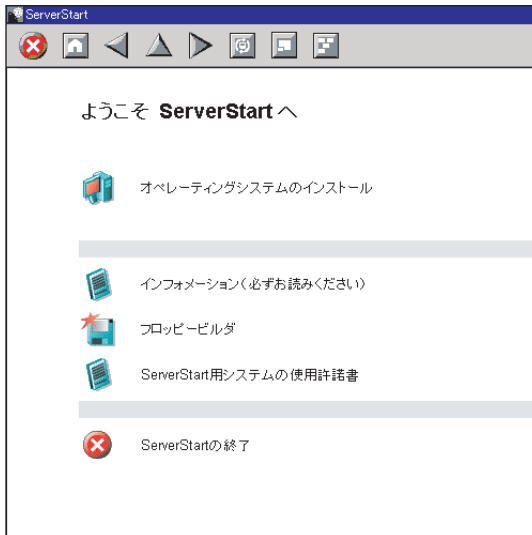 ServerStart
ようこそ ServerStart へ
オペレーティングシステムのインストール
インフォメーション(必ずお読みください)
フロッピービルダ
ServerStart用システムの使用許諾書
ServerStartの終了